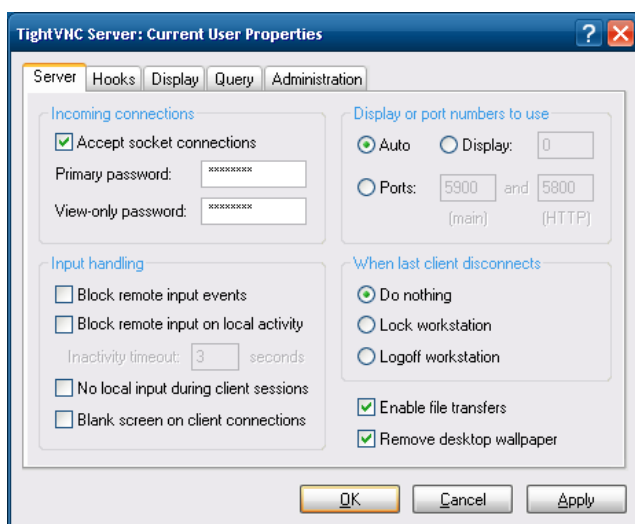 TightVNC Server: Current User Properties
Server Hooks Display Query Administration
Incoming connections
Accept socket connections
Primary password: ********
View-only password: ********
Display or port numbers to use
Auto Display: 0
Ports: 5900 and 5800
(main) (HTTP)
Input handling
Block remote input events
Block remote input on local activity
Inactivity timeout: 3 seconds
No local input during client sessions
Blank screen on client connections
When last client disconnects
Do nothing
Lock workstation
Logoff workstation
Enable file transfers
Remove desktop wallpaper
OK Cancel Apply